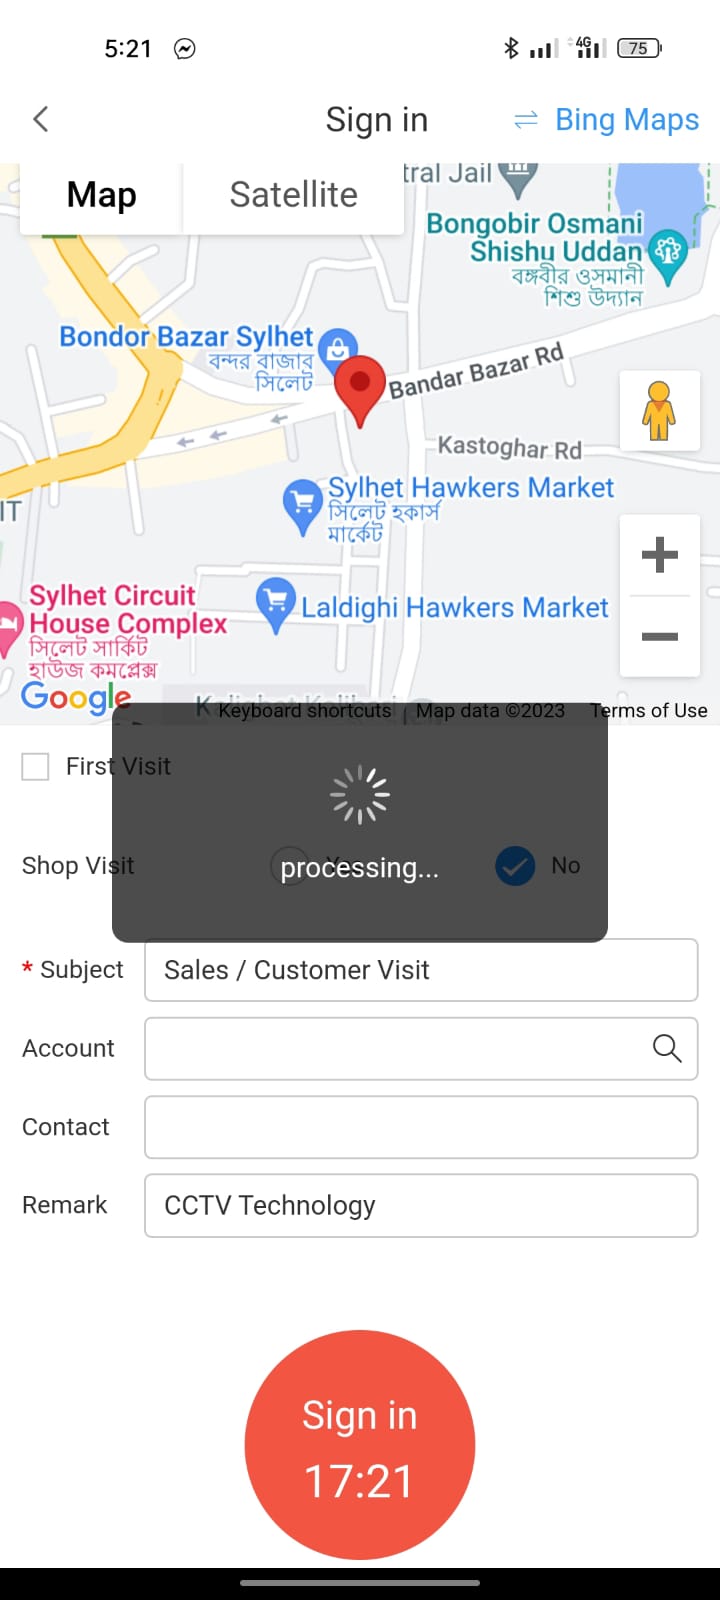 5:21
4G
75
Sign in
Bing Maps
Map
Satellite
tral Jail
Bongobir Osmani
Shishu Uddan
বঙ্গবীর ওসমানী
শিশু উদ্যান
Bondor Bazar Sylhet
বন্দর বাজার
সিলেট
Bandar Bazar Rd
Kastoghar Rd
IT
Sylhet Hawkers Market
সিলেট হকার্স
মার্কেট
Sylhet Circuit
House Complex
সিলেট সার্কিট
হাউজ কমপ্লেক্স
Laldighi Hawkers Market
Google
Keyboard shortcuts
Map data ©2023
Terms of Use
First Visit
processing...
Shop Visit
Yes
No
* Subject
Sales / Customer Visit
Account
Contact
Remark
CCTV Technology
Sign in
17:21